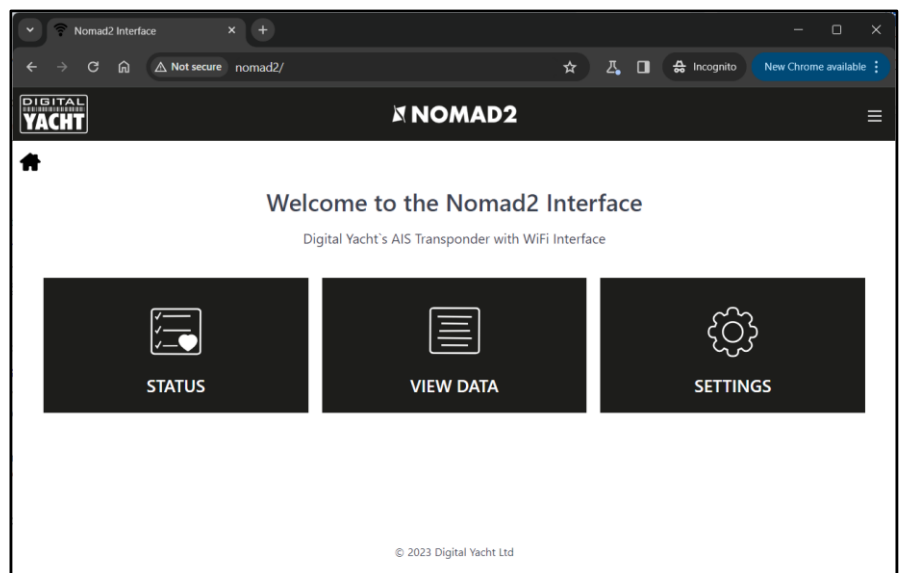 Nomad2 Interface
Not secure nomad2/ Incognito New Chrome available
DIGITAL
YACHT
NOMAD2
Welcome to the Nomad2 Interface
Digital Yacht`s AIS Transponder with WiFi Interface
STATUS VIEW DATA SETTINGS
© 2023 Digital Yacht Ltd